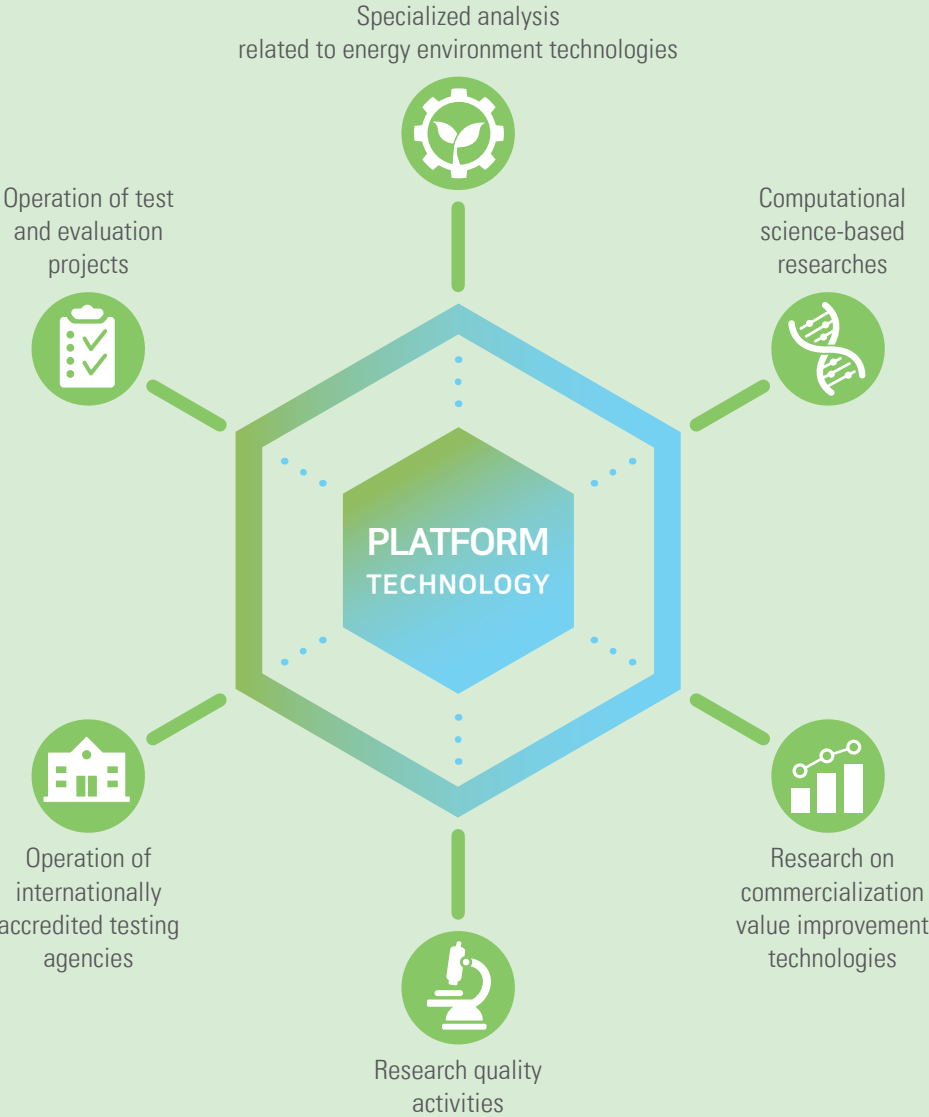 Specialized analysis
related to energy environment technologies
Operation of test
and evaluation
projects
Computational
science-based
researches
PLATFORM
TECHNOLOGY
Operation of
internationally
accredited testing
agencies
Research on
commercialization
value improvement
technologies
Research quality
activities